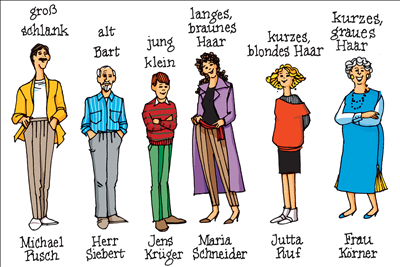 groß
schlank
alt
Bart
jung
klein
langes,
braunes
Haar
kurzes,
blondes Haar
kurzes,
graues
Haar
Michael
Pusch
Herr
Siebert
Jens
Krüger
Maria
Schneider
Jutta
Ruf
Frau
Körner